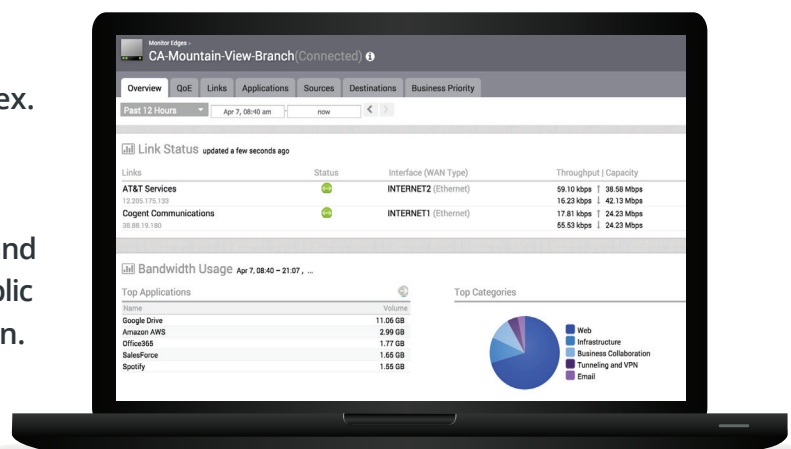 ex.
nd
blic
n.
Monitor Edges ›
CA-Mountain-View-Branch(Connected)
Overview QoE Links Applications Sources Destinations Business Priority
Past 12 Hours Apr 7, 08:40 am - now
Link Status updated a few seconds ago
Links Status Interface (WAN Type) Throughput | Capacity
AT&T Services INTERNET2 (Ethernet) 59.10 kbps ↑ 38.58 Mbps
12.205.175.133 16.23 kbps ↓ 42.13 Mbps
Cogent Communications INTERNET1 (Ethernet) 17.81 kbps ↑ 24.23 Mbps
38.88.19.180 55.53 kbps ↓ 24.23 Mbps
Bandwidth Usage Apr 7, 08:40 – 21:07 , ...
Top Applications Top Categories
Name Volume
Google Drive 11.06 GB
Amazon AWS 2.99 GB
Office365 1.77 GB
SalesForce 1.65 GB
Spotify 1.55 GB
Web
Infrastructure
Business Collaboration
Tunneling and VPN
Email